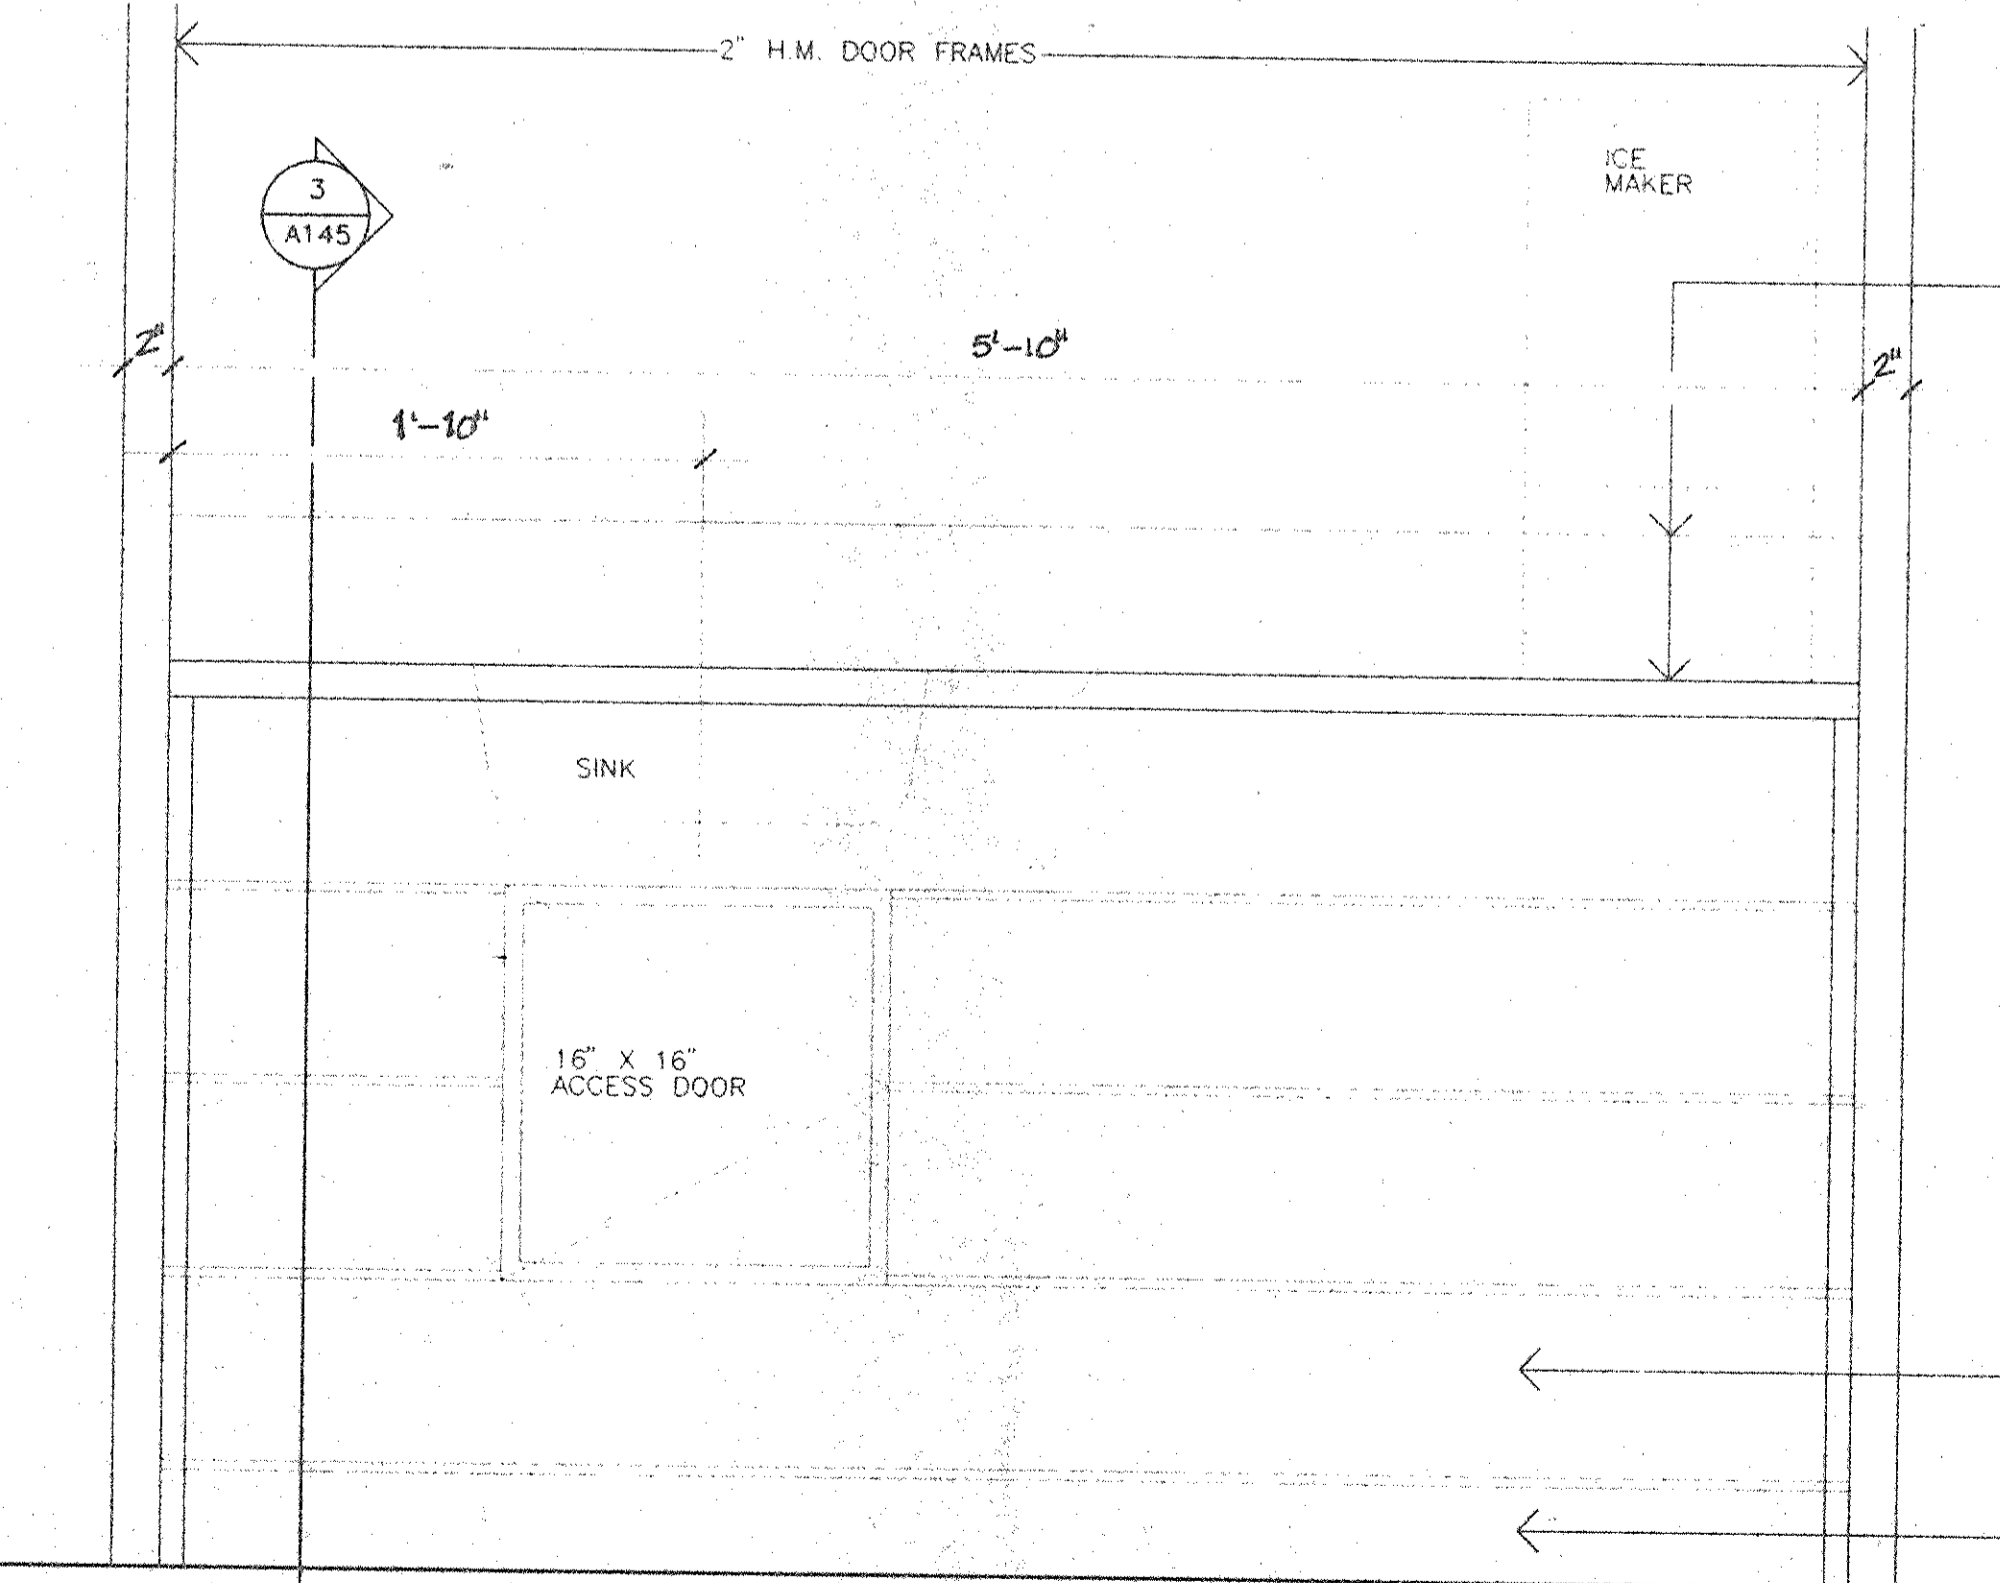 2" H.M. DOOR FRAMES
3
A145
ICE
MAKER
2"
5'-10"
2"
1'-10"
SINK
16" X 16"
ACCESS DOOR